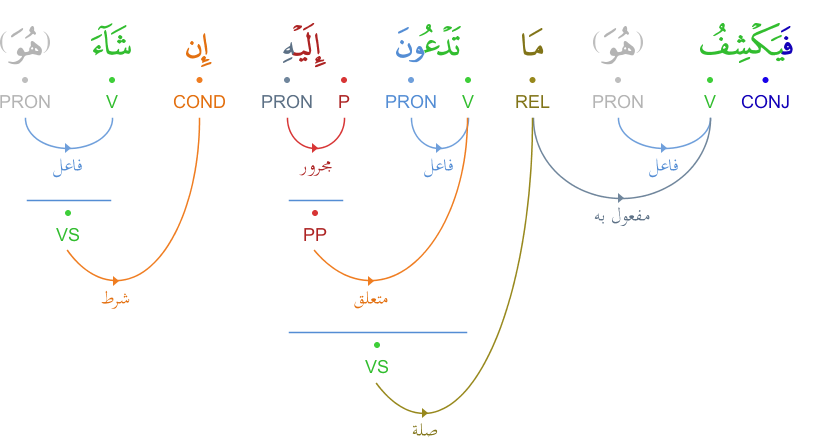 فَيَكْشِفُ (هُوَ) مَا تَدْعُونَ إِلَيْهِ إِن شَآءَ (هُوَ)
CONJ V PRON REL V PRON P PRON COND V PRON
فاعل مجرور فاعل فاعل
مفعول به
VS PP
شرط متعلق
VS
صلة